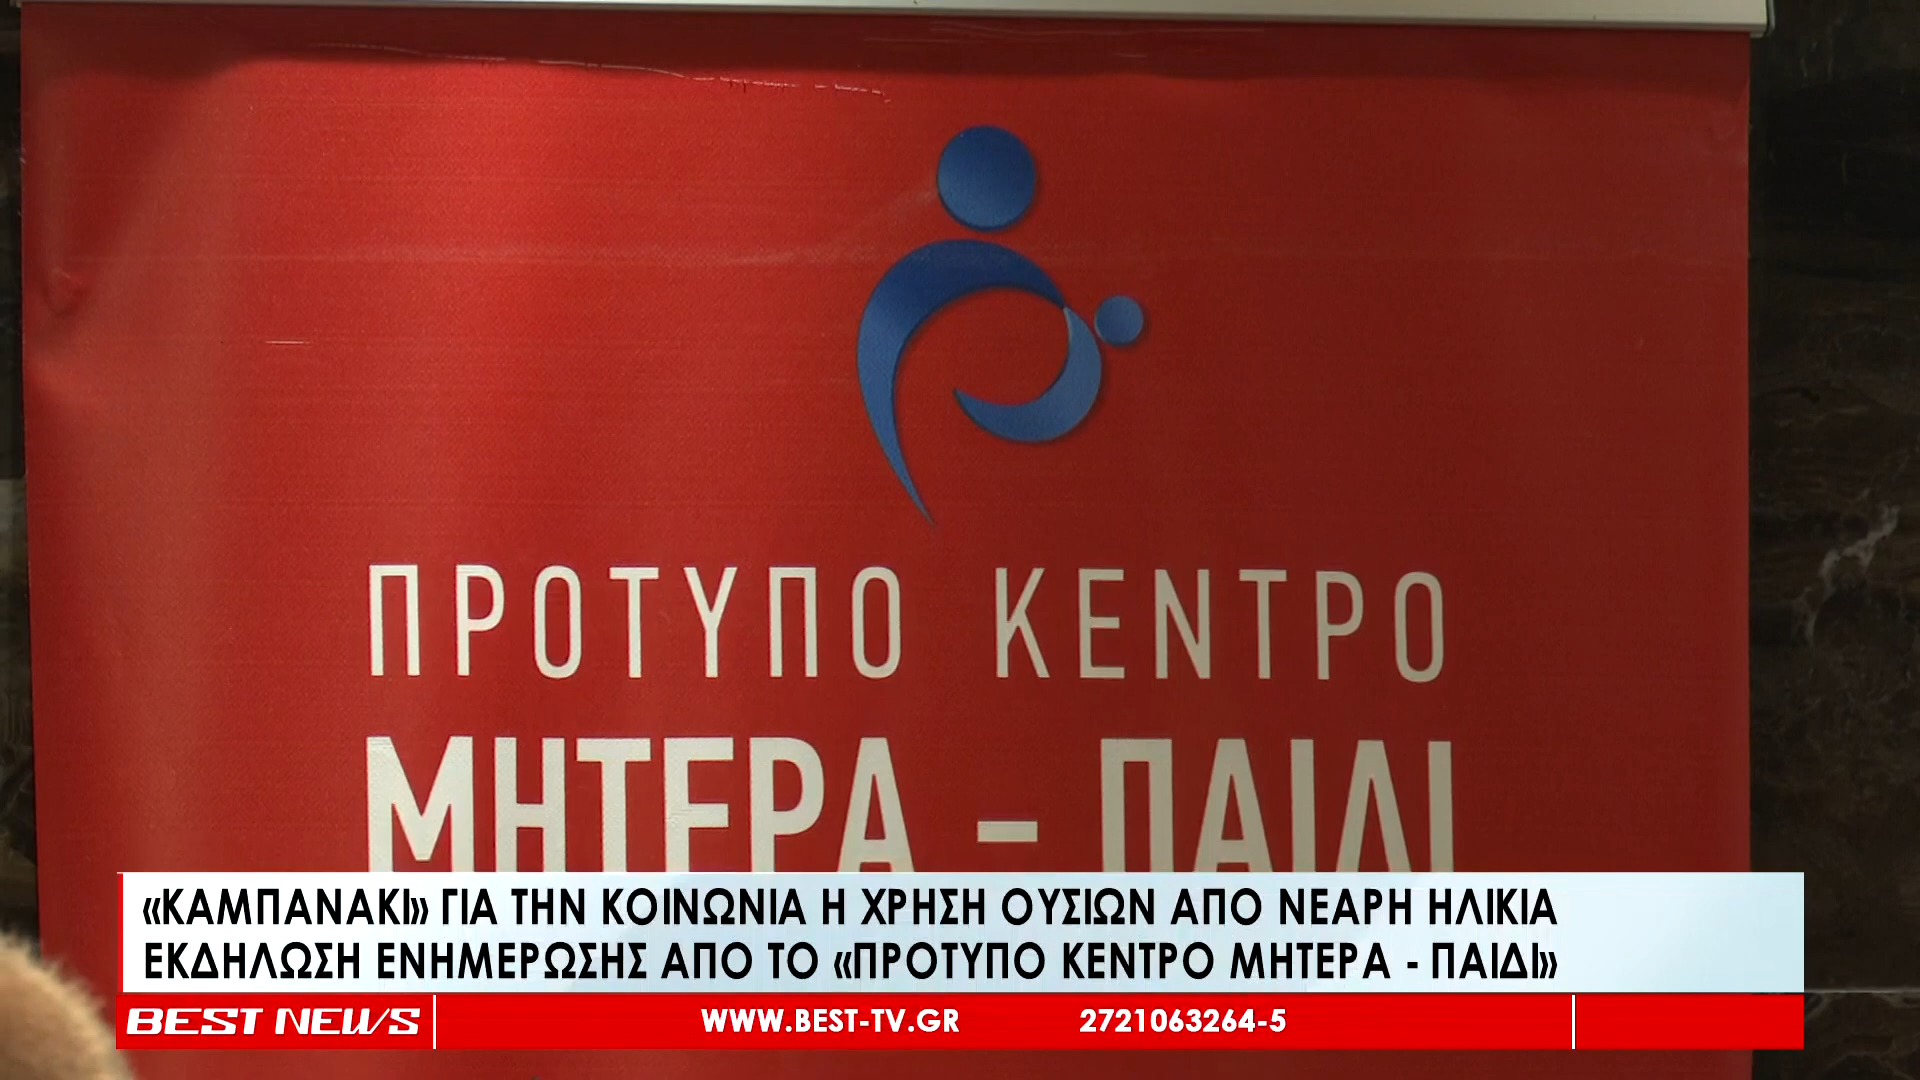 ΠΡΟΤΥΠΟ ΚΕΝΤΡΟ
ΜΗΤΕΡΑ - ΠΑΙΔΙ
«ΚΑΜΠΑΝΑΚΙ» ΓΙΑ ΤΗΝ ΚΟΙΝΩΝΙΑ Η ΧΡΗΣΗ ΟΥΣΙΩΝ ΑΠΟ ΝΕΑΡΗ ΗΛΙΚΙΑ
ΕΚΔΗΛΩΣΗ ΕΝΗΜΕΡΩΣΗΣ ΑΠΟ ΤΟ «ΠΡΟΤΥΠΟ ΚΕΝΤΡΟ ΜΗΤΕΡΑ - ΠΑΙΔΙ»
BEST NEWS WWW.BEST-TV.GR 2721063264-5